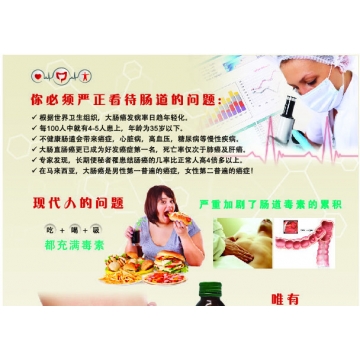 你必须严正看待肠道的问题:
✓ 根据世界卫生组织，大肠癌发病率日趋年轻化。
✓ 每100人中就有4-5人患上，年龄为35岁以下。
✓ 不健康肠道会带来癌症，心脏病，高血压，糖尿病等慢性疾病。
✓ 大肠直肠癌更已成为好发癌症第一名，死亡率仅次于肺癌及肝癌。
✓ 专家发现，长期便秘者罹患结肠癌的几率比正常人高4倍多以上。
✓ 在马来西亚，大肠癌是男性第一普遍的癌症，女性第二普遍的癌症！
现代人的问题
吃 + 喝 + 吸
都充满毒素
严重加剧了肠道毒素的累积
唯有